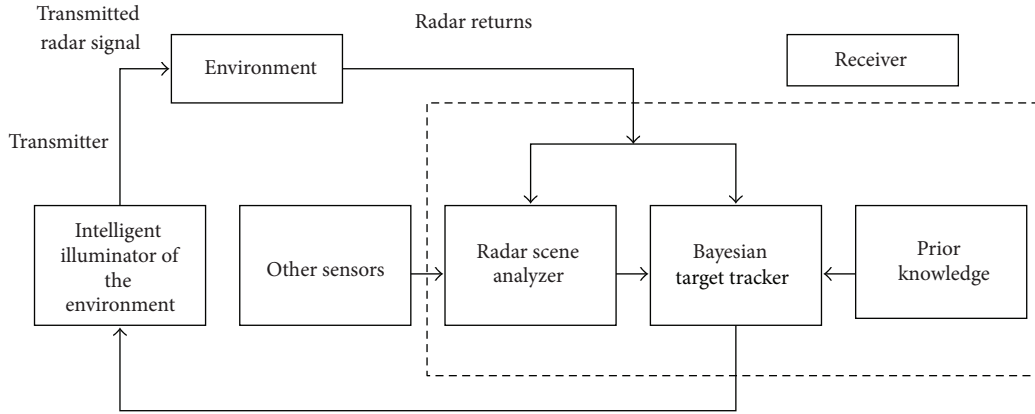 Transmitted
radar signal
Radar returns
Environment
Receiver
Transmitter
Intelligent
illuminator of
the
environment
Other sensors
Radar scene
analyzer
Bayesian
target tracker
Prior
knowledge